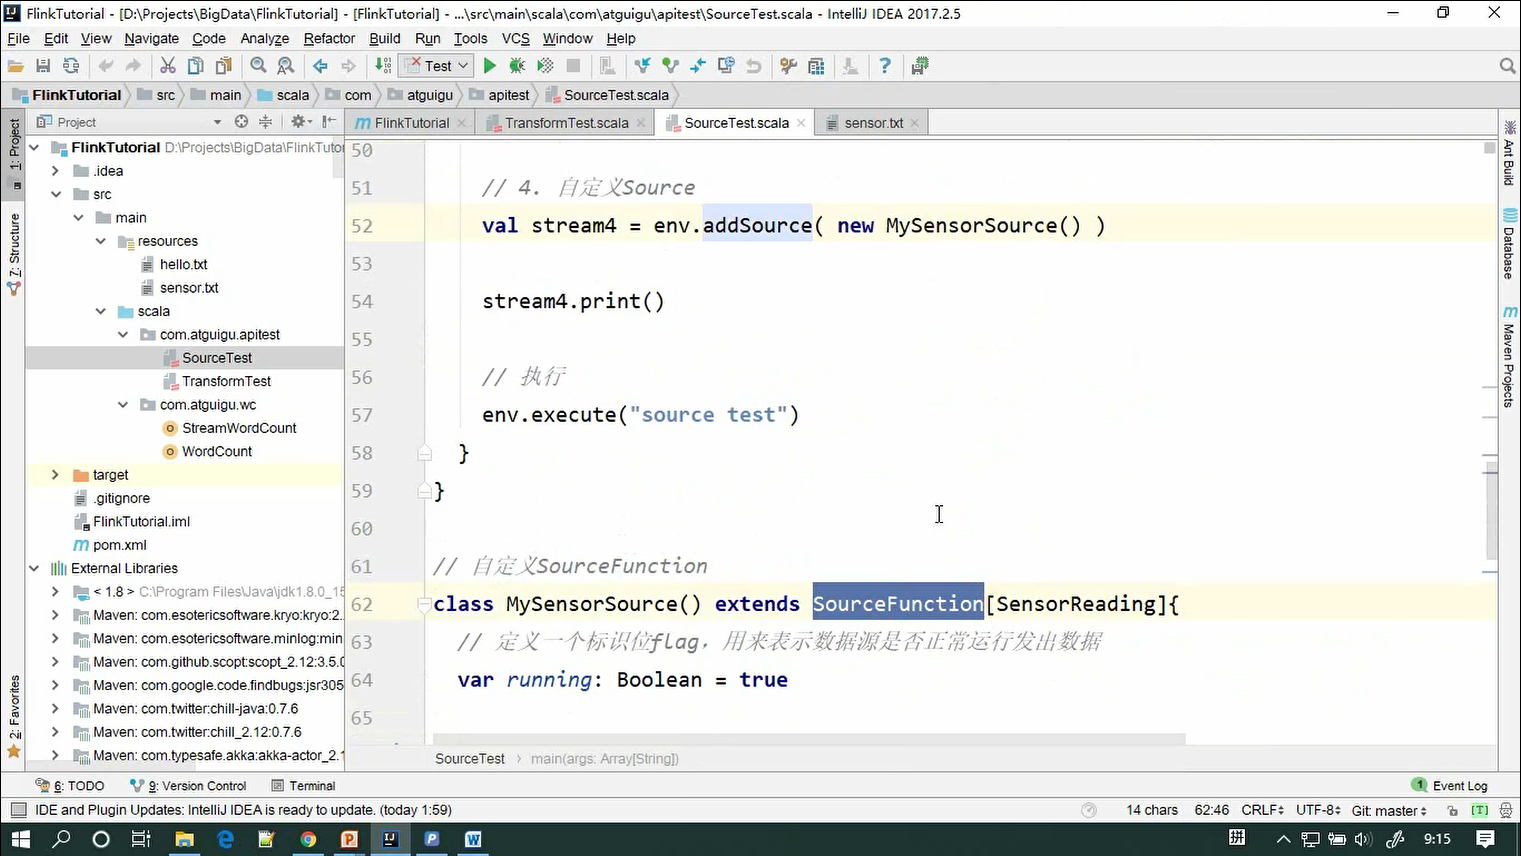 FlinkTutorial - [D:\Projects\BigData\FlinkTutorial] - [FlinkTutorial] - ...\src\main\scala\com\atguigu\apitest\SourceTest.scala - IntelliJ IDEA 2017.2.5
File Edit View Navigate Code Analyze Refactor Build Run Tools VCS Window Help
Test
FlinkTutorial src main scala com atguigu apitest SourceTest.scala
Project
FlinkTutorial TransformTest.scala SourceTest.scala sensor.txt
1: Project
7: Structure
2: Favorites
FlinkTutorial D:\Projects\BigData\FlinkTutor
.idea
src
main
resources
hello.txt
sensor.txt
scala
com.atguigu.apitest
SourceTest
TransformTest
com.atguigu.wc
StreamWordCount
WordCount
target
.gitignore
FlinkTutorial.iml
pom.xml
External Libraries
< 1.8 > C:\Program Files\Java\jdk1.8.0_15
Maven: com.esotericsoftware.kryo:kryo:2.
Maven: com.esotericsoftware.minlog:min
Maven: com.github.scopt:scopt_2.12:3.5.0
Maven: com.google.code.findbugs:jsr305
Maven: com.twitter:chill-java:0.7.6
Maven: com.twitter:chill_2.12:0.7.6
Maven: com.typesafe.akka:akka-actor_2.1
50
51 // 4. 自定义Source
52 val stream4 = env.addSource( new MySensorSource() )
53
54 stream4.print()
55
56 // 执行
57 env.execute("source test")
58 }
59 }
60
61 // 自定义SourceFunction
62 class MySensorSource() extends SourceFunction[SensorReading]{
63 // 定义一个标识位flag，用来表示数据源是否正常运行发出数据
64 var running: Boolean = true
65
SourceTest main(args: Array[String])
Ant Build
Database
Maven Projects
6: TODO 9: Version Control Terminal 1 Event Log
IDE and Plugin Updates: IntelliJ IDEA is ready to update. (today 1:59) 14 chars 62:46 CRLF UTF-8 Git: master [T]
拼 9:15